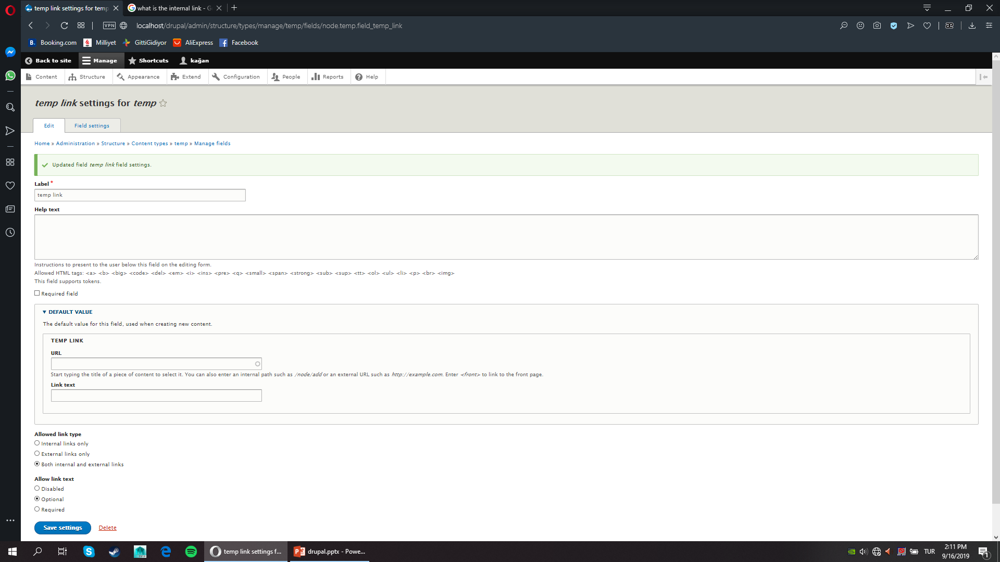 temp link settings for temp
what is the internal link - G
VPN
localhost/drupal/admin/structure/types/manage/temp/fields/node.temp.field_temp_link
B. Booking.com Milliyet GittiGidiyor AliExpress Facebook
Back to site Manage Shortcuts kağan
Content Structure Appearance Extend Configuration People Reports Help
temp link settings for temp
Edit Field settings
Home » Administration » Structure » Content types » temp » Manage fields
Updated field temp link field settings.
Label *
temp link
Help text
Instructions to present to the user below this field on the editing form.
Allowed HTML tags: <a> <b> <big> <code> <del> <em> <i> <ins> <pre> <q> <small> <span> <strong> <sub> <sup> <tt> <ol> <ul> <li> <p> <br> <img>
This field supports tokens.
Required field
▼ DEFAULT VALUE
The default value for this field, used when creating new content.
TEMP LINK
URL
Start typing the title of a piece of content to select it. You can also enter an internal path such as /node/add or an external URL such as http://example.com. Enter <front> to link to the front page.
Link text
Allowed link type
Internal links only
External links only
Both internal and external links
Allow link text
Disabled
Optional
Required
Save settings Delete
temp link settings f...
drupal.pptx - Powe...
TUR
2:11 PM
9/16/2019
1